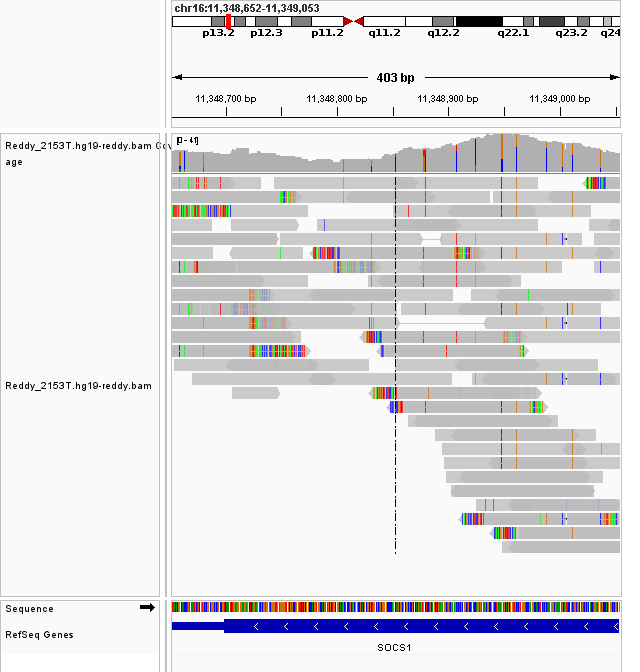 chr16:11,348,652-11,349,053
p13.2 p12.3 p11.2 q11.2 q12.2 q22.1 q23.2 q24
403 bp
11,348,700 bp 11,348,800 bp 11,348,900 bp 11,349,000 bp
Reddy_2153T.hg19-reddy.bam Cov
age
[0 - 41]
Reddy_2153T.hg19-reddy.bam
Sequence
RefSeq Genes
SOCS1